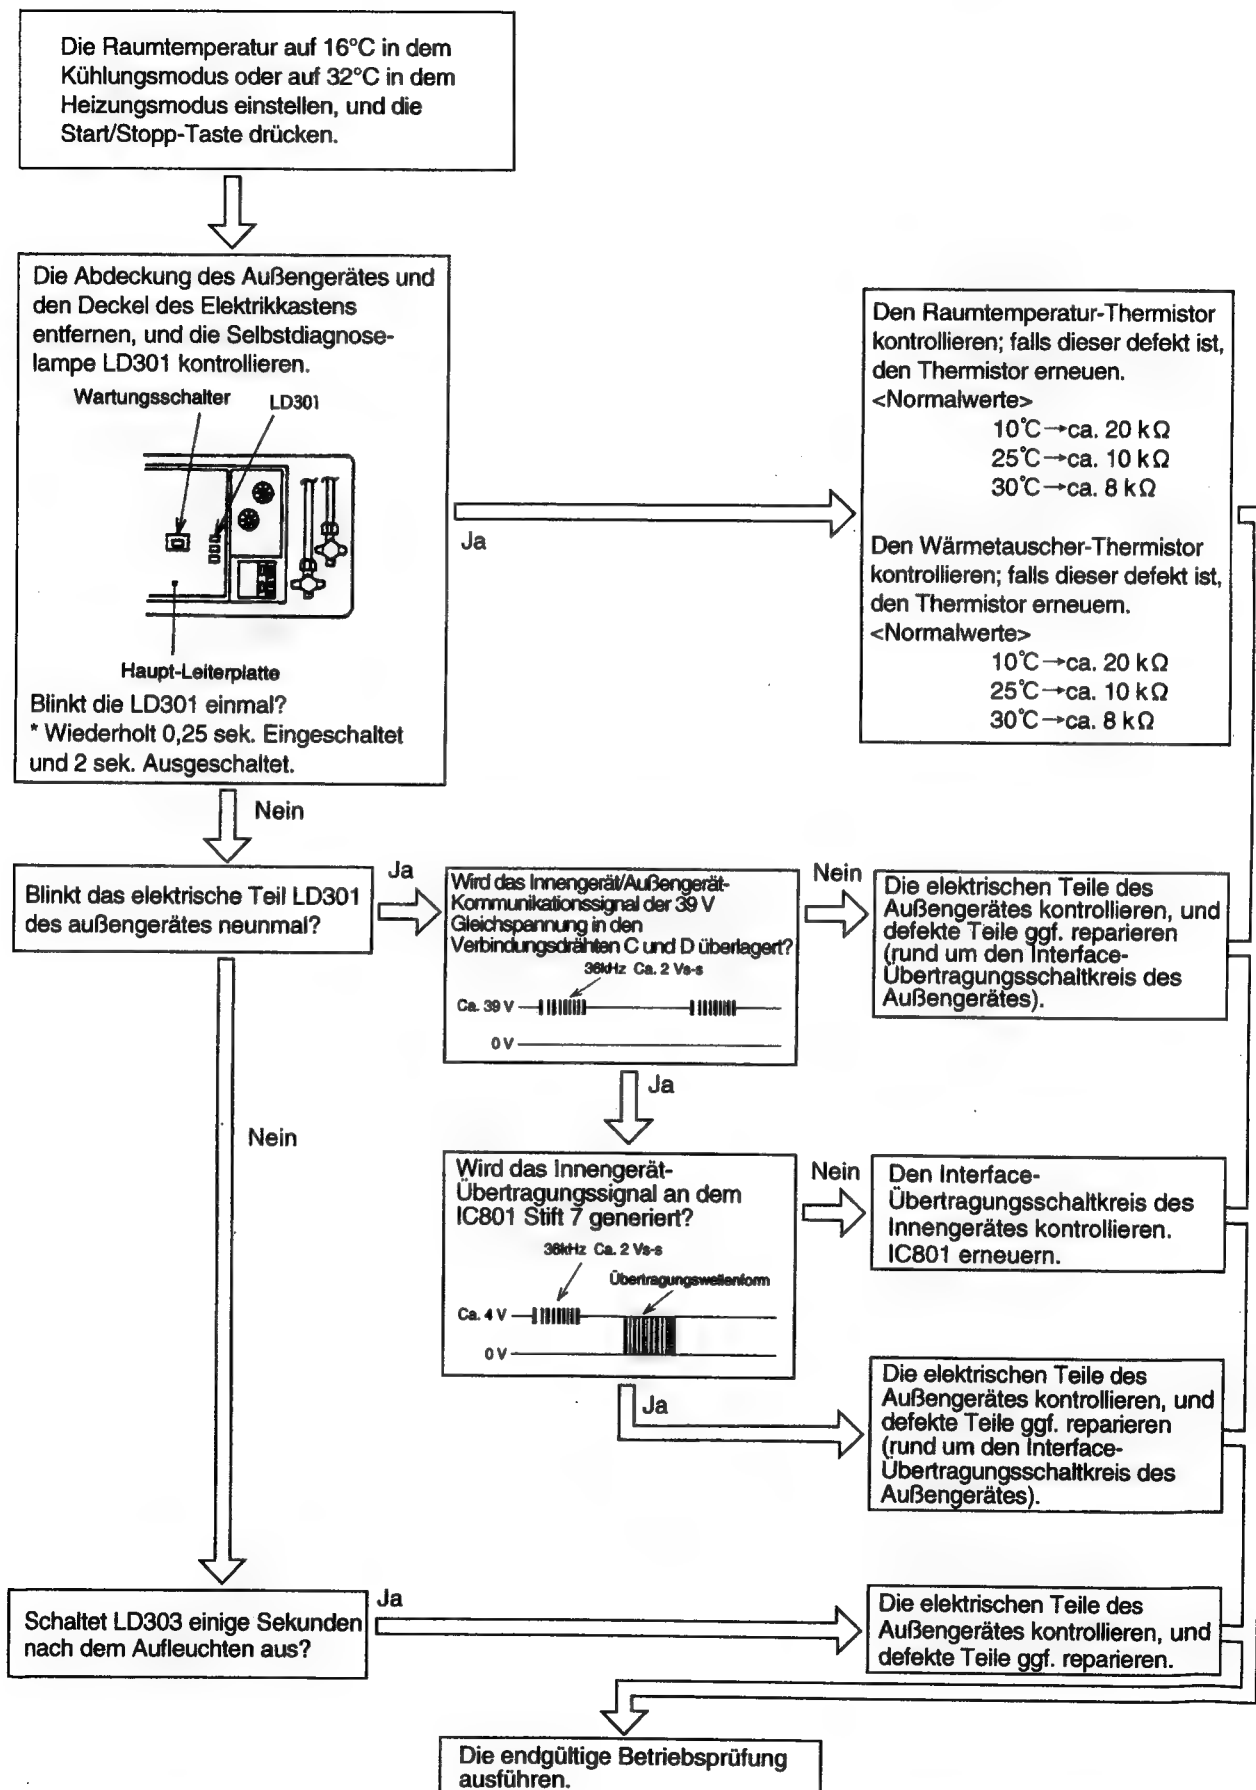 Die Raumtemperatur auf 16°C in dem
Kühlungsmodus oder auf 32°C in dem
Heizungsmodus einstellen, und die
Start/Stopp-Taste drücken.
Die Abdeckung des Außengerätes und
den Deckel des Elektrikkastens
entfernen, und die Selbstdiagnose-
lampe LD301 kontrollieren.
Wartungsschalter
LD301
Haupt-Leiterplatte
Blinkt die LD301 einmal?
* Wiederholt 0,25 sek. Eingeschaltet
und 2 sek. Ausgeschaltet.
Ja
Den Raumtemperatur-Thermistor
kontrollieren; falls dieser defekt ist,
den Thermistor erneuen.
<Normalwerte>
10°C→ca. 20 kΩ
25°C→ca. 10 kΩ
30°C→ca. 8 kΩ
Den Wärmetauscher-Thermistor
kontrollieren; falls dieser defekt ist,
den Thermistor erneuern.
<Normalwerte>
10°C→ca. 20 kΩ
25°C→ca. 10 kΩ
30°C→ca. 8 kΩ
Nein
Blinkt das elektrische Teil LD301
des außengerätes neunmal?
Ja
Wird das Innengerät/Außengerät-
Kommunikationssignal der 39 V
Gleichspannung in den
Verbindungsdrähten C und D überlagert?
36kHz Ca. 2 Vs-s
Ca. 39 V
0 V
Nein
Die elektrischen Teile des
Außengerätes kontrollieren, und
defekte Teile ggf. reparieren
(rund um den Interface-
Übertragungsschaltkreis des
Außengerätes).
Ja
Nein
Wird das Innengerät-
Übertragungssignal an dem
IC801 Stift 7 generiert?
36kHz Ca. 2 Vs-s
Übertragungswellenform
Ca. 4 V
0 V
Nein
Den Interface-
Übertragungsschaltkreis des
Innengerätes kontrollieren.
IC801 erneuern.
Ja
Die elektrischen Teile des
Außengerätes kontrollieren, und
defekte Teile ggf. reparieren
(rund um den Interface-
Übertragungsschaltkreis des
Außengerätes).
Schaltet LD303 einige Sekunden
nach dem Aufleuchten aus?
Ja
Die elektrischen Teile des
Außengerätes kontrollieren, und
defekte Teile ggf. reparieren.
Die endgültige Betriebsprüfung
ausführen.